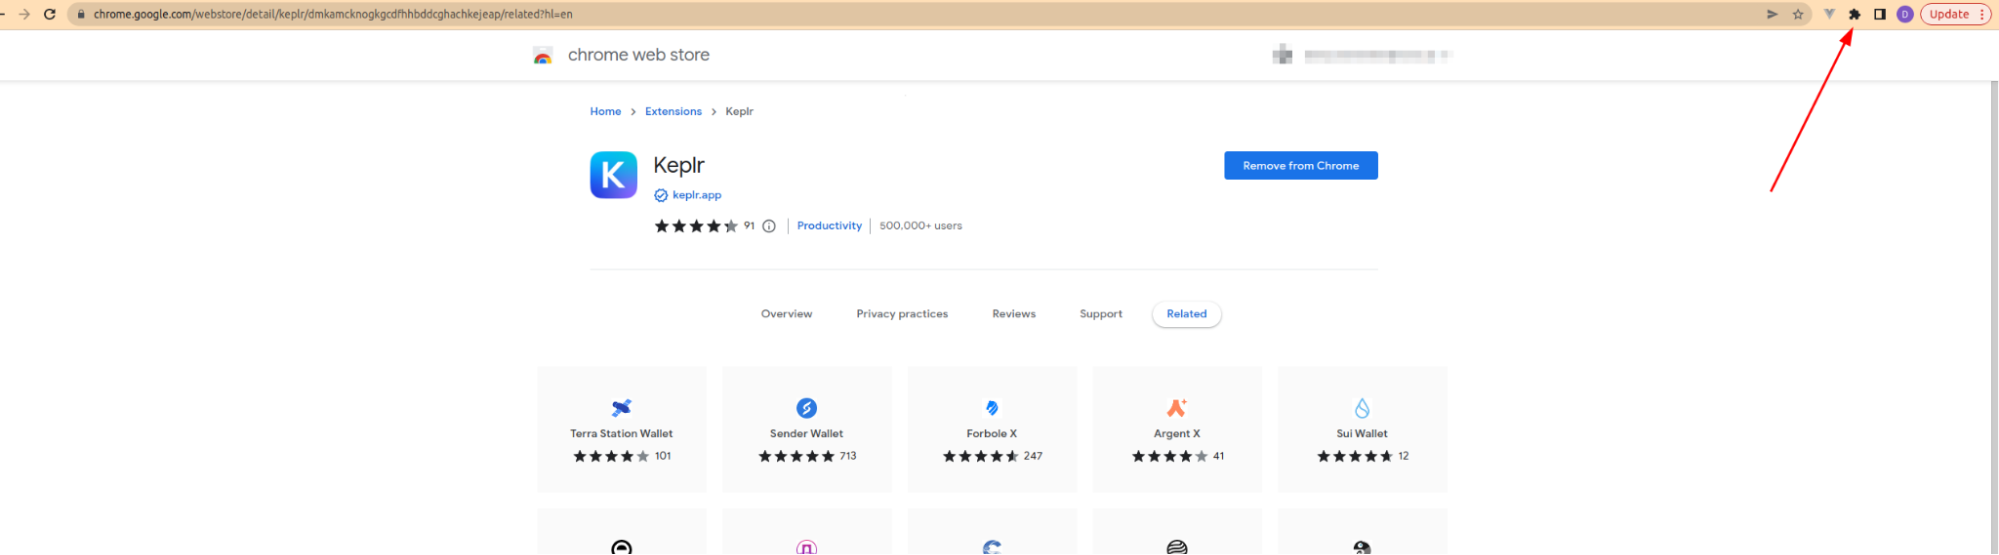 chrome.google.com/webstore/detail/keplr/dmkamcknogkgcdfhhbddcghachkejeap/related?hl=en
D
Update
chrome web store
Home > Extensions > Keplr
K
Keplr
Remove from Chrome
keplr.app
91
Productivity
500,000+ users
Overview
Privacy practices
Reviews
Support
Related
Terra Station Wallet
101
Sender Wallet
713
Forbole X
247
Argent X
41
Sui Wallet
12